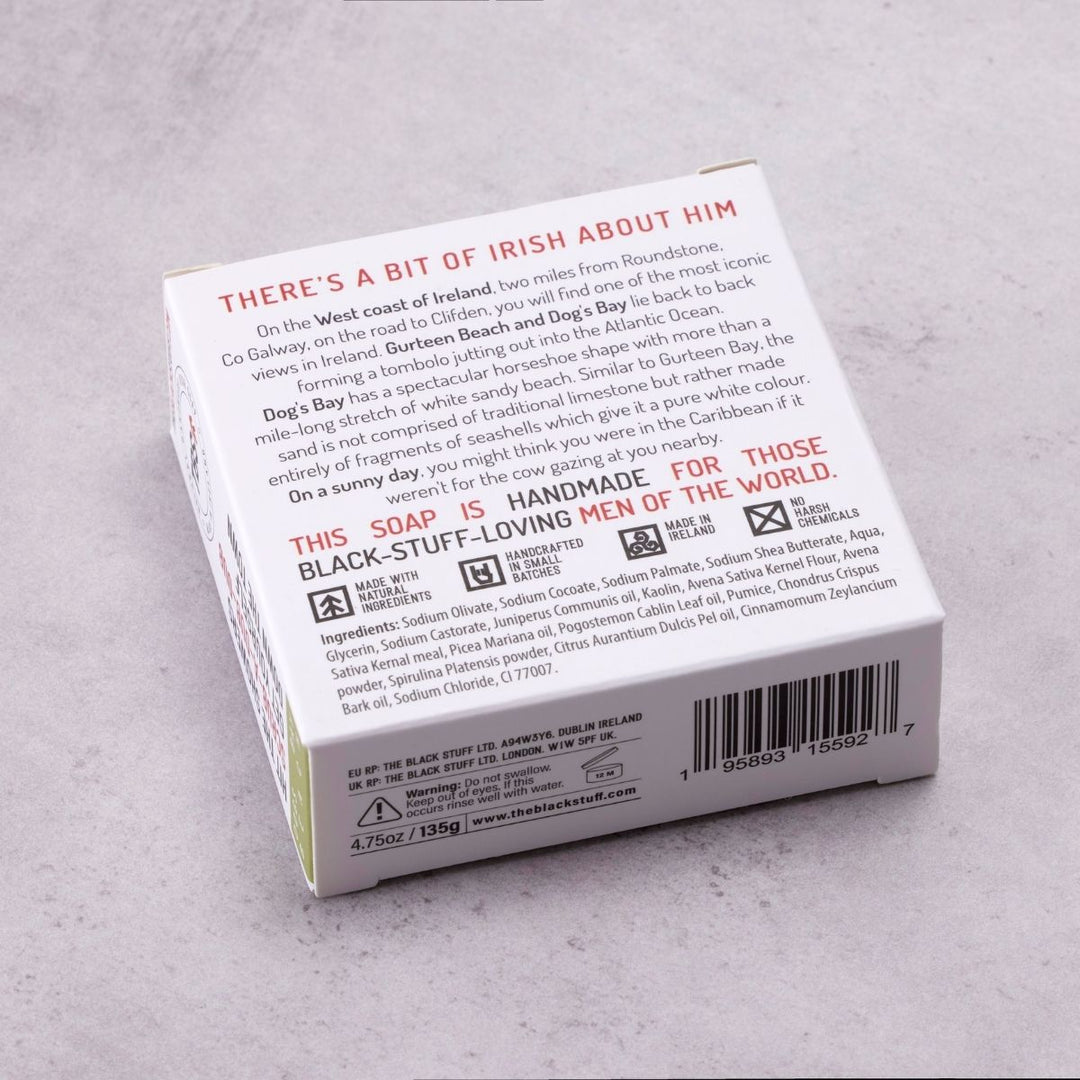 THERE'S A BIT OF IRISH ABOUT HIM
On the West coast of Ireland, two miles from Roundstone,
Co Galway, on the road to Clifden, you will find one of the most iconic
views in Ireland. Gurteen Beach and Dog's Bay lie back to back
forming a tombolo jutting out into the Atlantic Ocean.
Dog's Bay has a spectacular horseshoe shape with more than a
mile-long stretch of white sandy beach. Similar to Gurteen Bay, the
sand is not comprised of traditional limestone but rather made
entirely of fragments of seashells which give it a pure white colour.
On a sunny day, you might think you were in the Caribbean if it
weren't for the cow gazing at you nearby.
THIS SOAP IS HANDMADE FOR THOSE
BLACK-STUFF-LOVING MEN OF THE WORLD.
MADE WITH
NATURAL
INGREDIENTS
HANDCRAFTED
IN SMALL
BATCHES
MADE IN
IRELAND
NO
HARSH
CHEMICALS
Ingredients: Sodium Olivate, Sodium Cocoate, Sodium Palmate, Sodium Shea Butterate, Aqua,
Glycerin, Sodium Castorate, Juniperus Communis oil, Kaolin, Avena Sativa Kernel Flour, Avena
Sativa Kernal meal, Picea Mariana oil, Pogostemon Cablin Leaf oil, Pumice, Chondrus Crispus
powder, Spirulina Platensis powder, Citrus Aurantium Dulcis Pel oil, Cinnamomum Zeylancium
Bark oil, Sodium Chloride, CI 77007.
EU RP: THE BLACK STUFF LTD. A94W3Y6. DUBLIN IRELAND
UK RP: THE BLACK STUFF LTD. LONDON. W1W 5PF UK.
Warning: Do not swallow.
Keep out of eyes. If this
occurs rinse well with water.
12 M
4.75oz / 135g
www.theblackstuff.com
1 95893 15592 7